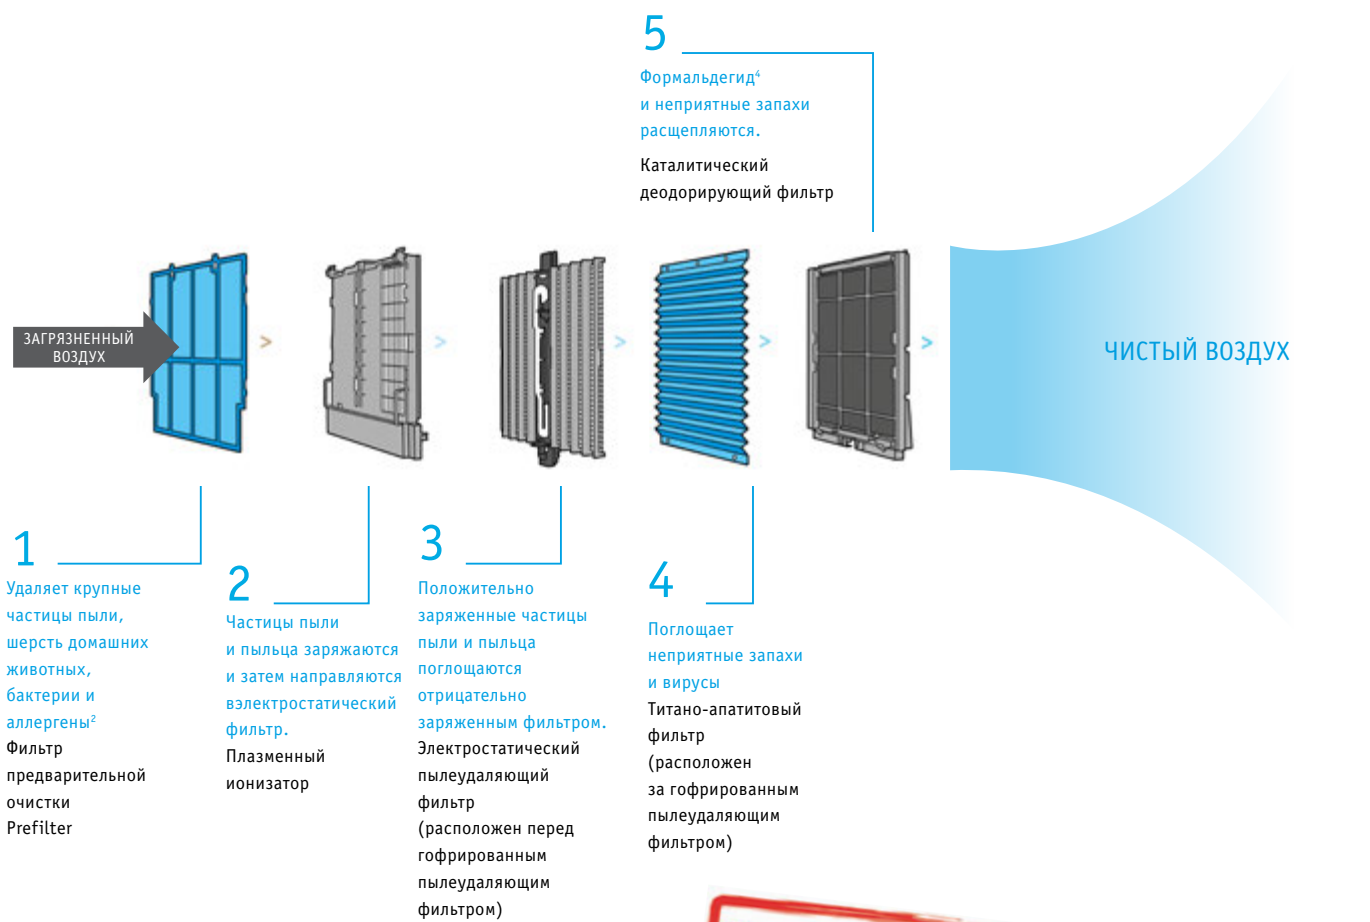 5
Формальдегид⁴
и неприятные запахи
расщепляются.
Каталитический
деодорирующий фильтр
ЗАГРЯЗНЕННЫЙ
ВОЗДУХ
ЧИСТЫЙ ВОЗДУХ
1
Удаляет крупные
частицы пыли,
шерсть домашних
животных,
бактерии и
аллергены²
Фильтр
предварительной
очистки
Prefilter
2
Частицы пыли
и пыльца заряжаются
и затем направляются
вэлектростатический
фильтр.
Плазменный
ионизатор
3
Положительно
заряженные частицы
пыли и пыльца
поглощаются
отрицательно
заряженным фильтром.
Электростатический
пылеудаляющий
фильтр
(расположен перед
гофрированным
пылеудаляющим
фильтром)
4
Поглощает
неприятные запахи
и вирусы
Титано-апатитовый
фильтр
(расположен
за гофрированным
пылеудаляющим
фильтром)